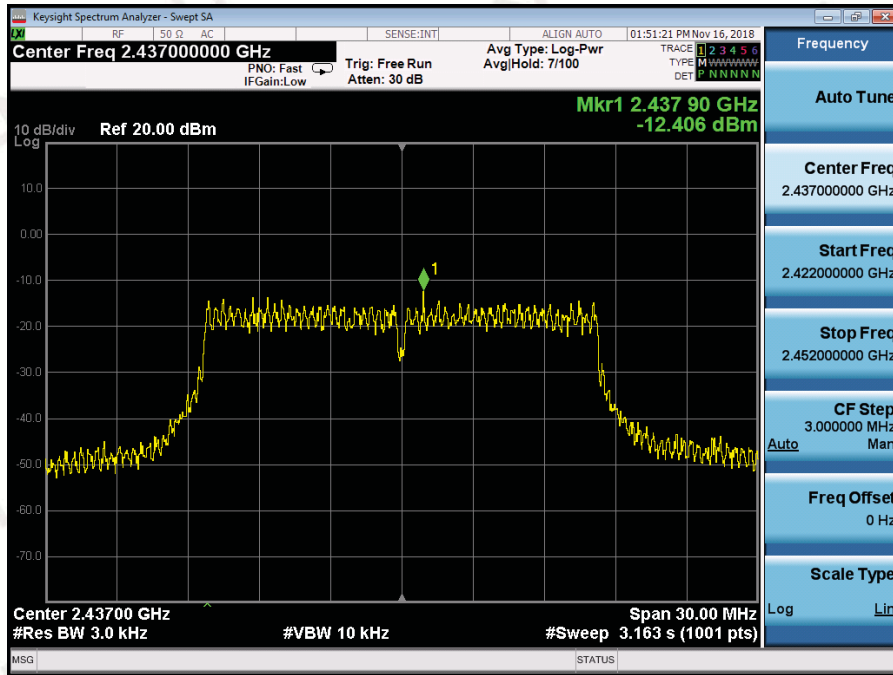 Keysight Spectrum Analyzer - Swept SA
LXI RF 50 Ω AC SENSE:INT ALIGN AUTO 01:51:21 PM Nov 16, 2018
Center Freq 2.437000000 GHz
PNO: Fast
IFGain:Low
Trig: Free Run
Atten: 30 dB
Avg Type: Log-Pwr
Avg|Hold: 7/100
TRACE 1 2 3 4 5 6
TYPE M WWWWW
DET P N N N N N
Mkr1 2.437 90 GHz
-12.406 dBm
10 dB/div Ref 20.00 dBm
Log
10.0
0.00
-10.0
-20.0
-30.0
-40.0
-50.0
-60.0
-70.0
1
Center 2.43700 GHz Span 30.00 MHz
#Res BW 3.0 kHz #VBW 10 kHz #Sweep 3.163 s (1001 pts)
MSG STATUS
Frequency
Auto Tune
Center Freq
2.437000000 GHz
Start Freq
2.422000000 GHz
Stop Freq
2.452000000 GHz
CF Step
3.000000 MHz
Auto Man
Freq Offset
0 Hz
Scale Type
Log Lin